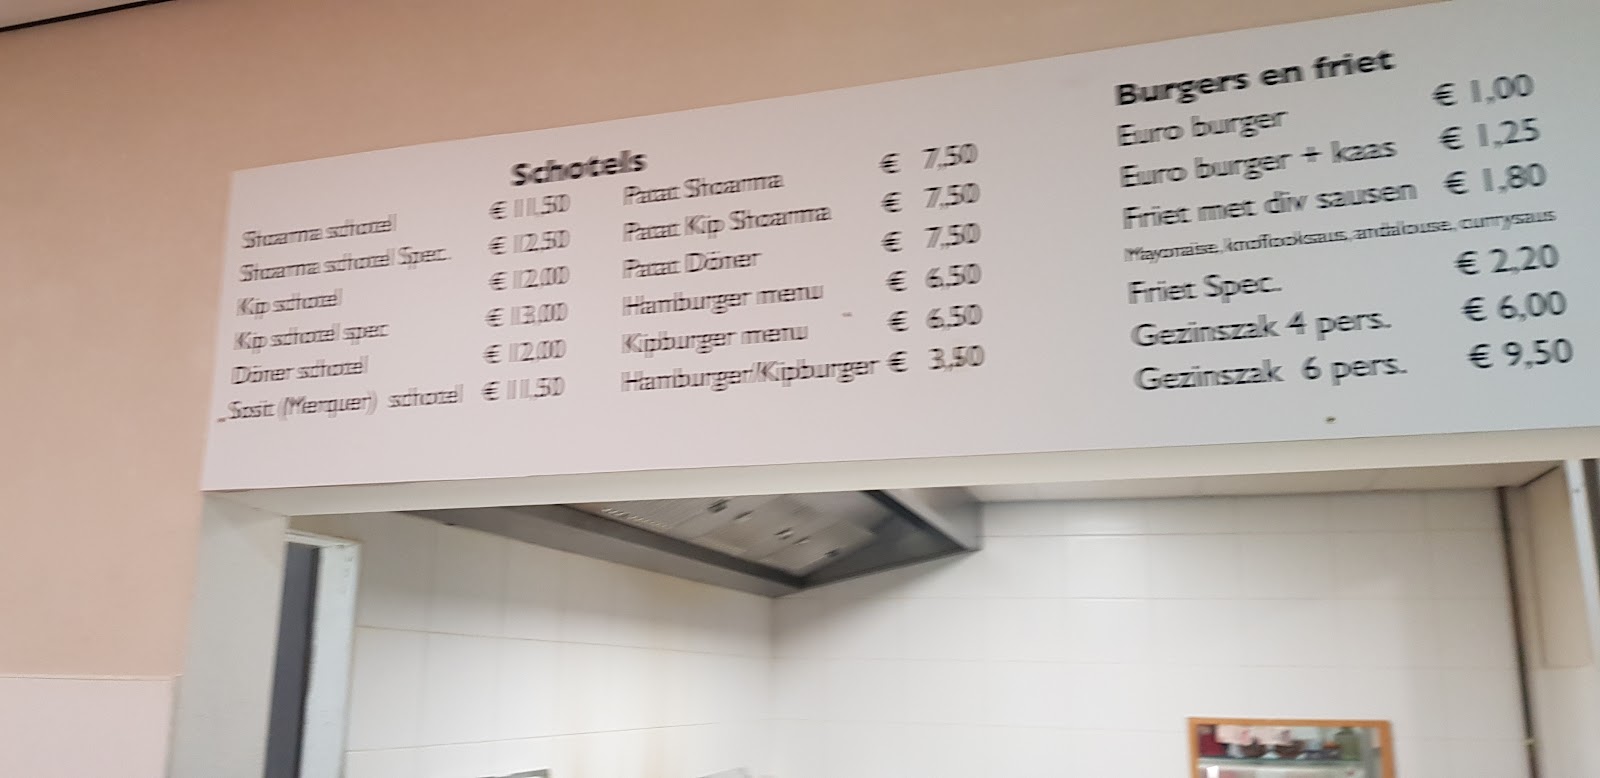 Schotels
Shoarma schotel € 11,50
Shoarma schotel Spec. € 12,50
Kip schotel € 12,00
Kip schotel spec € 13,00
Döner schotel € 12,00
Sosit (Merquer) schotel € 11,50
Patat Shoarma € 7,50
Patat Kip Shoarma € 7,50
Patat Döner € 7,50
Hamburger menu € 6,50
Kipburger menu € 6,50
Hamburger/Kipburger € 3,50
Burgers en friet
Euro burger € 1,00
Euro burger + kaas € 1,25
Friet met div sausen € 1,80
Mayonaise, knoflooksaus, andalouse, currysaus
Friet Spec. € 2,20
Gezinszak 4 pers. € 6,00
Gezinszak 6 pers. € 9,50